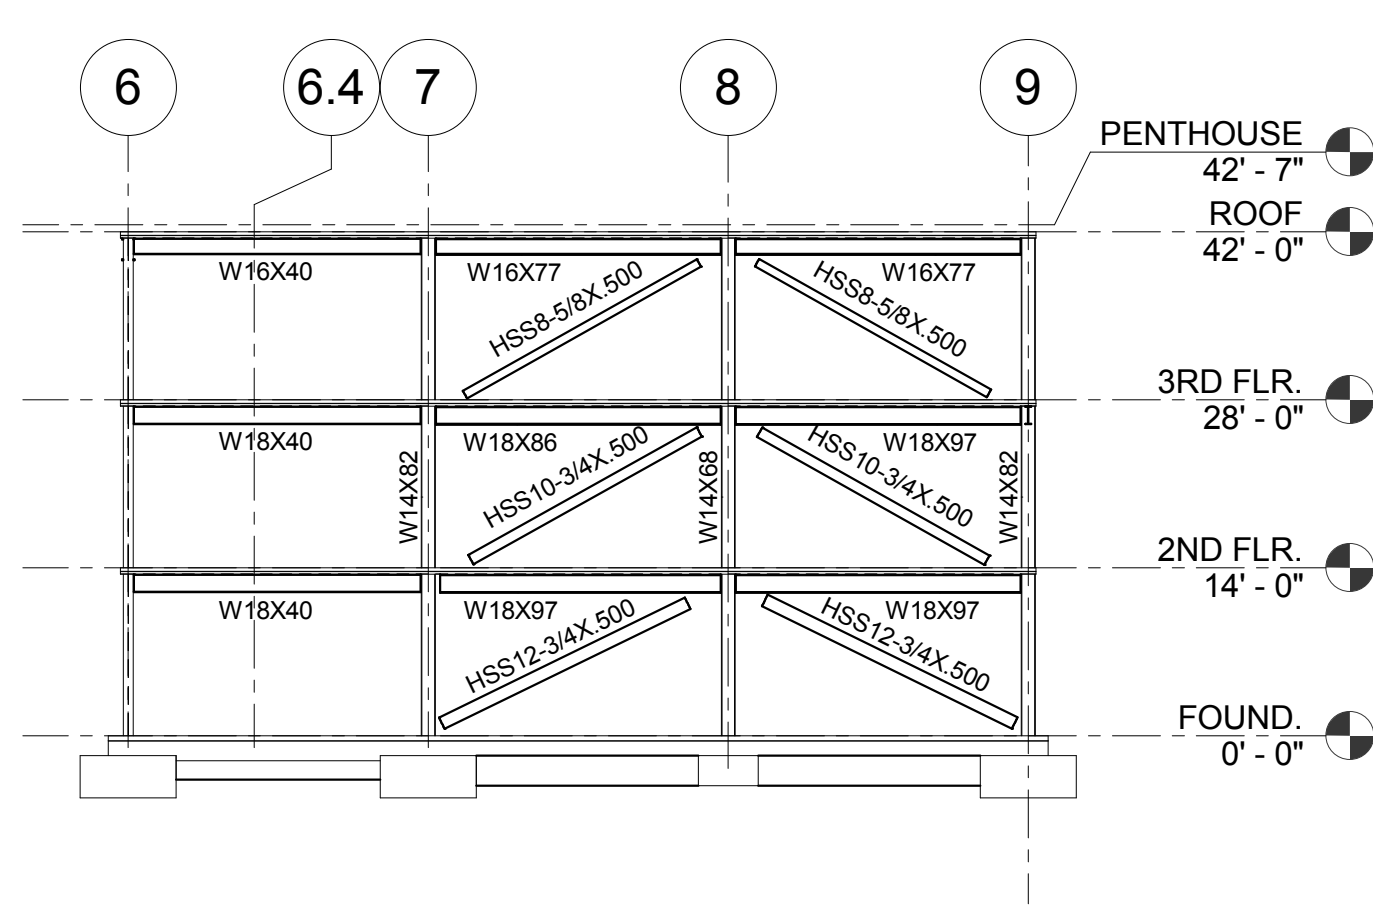 6 6.4 7 8 9
PENTHOUSE
42' - 7"
ROOF
42' - 0"
W16X40 W16X77 W16X77
HSS8-5/8X.500 HSS8-5/8X.500
3RD FLR.
28' - 0"
W18X40 W18X86 W18X97
HSS10-3/4X.500 HSS10-3/4X.500
W14X82 W14X68 W14X82
2ND FLR.
14' - 0"
W18X40 W18X97 W18X97
HSS12-3/4X.500 HSS12-3/4X.500
FOUND.
0' - 0"